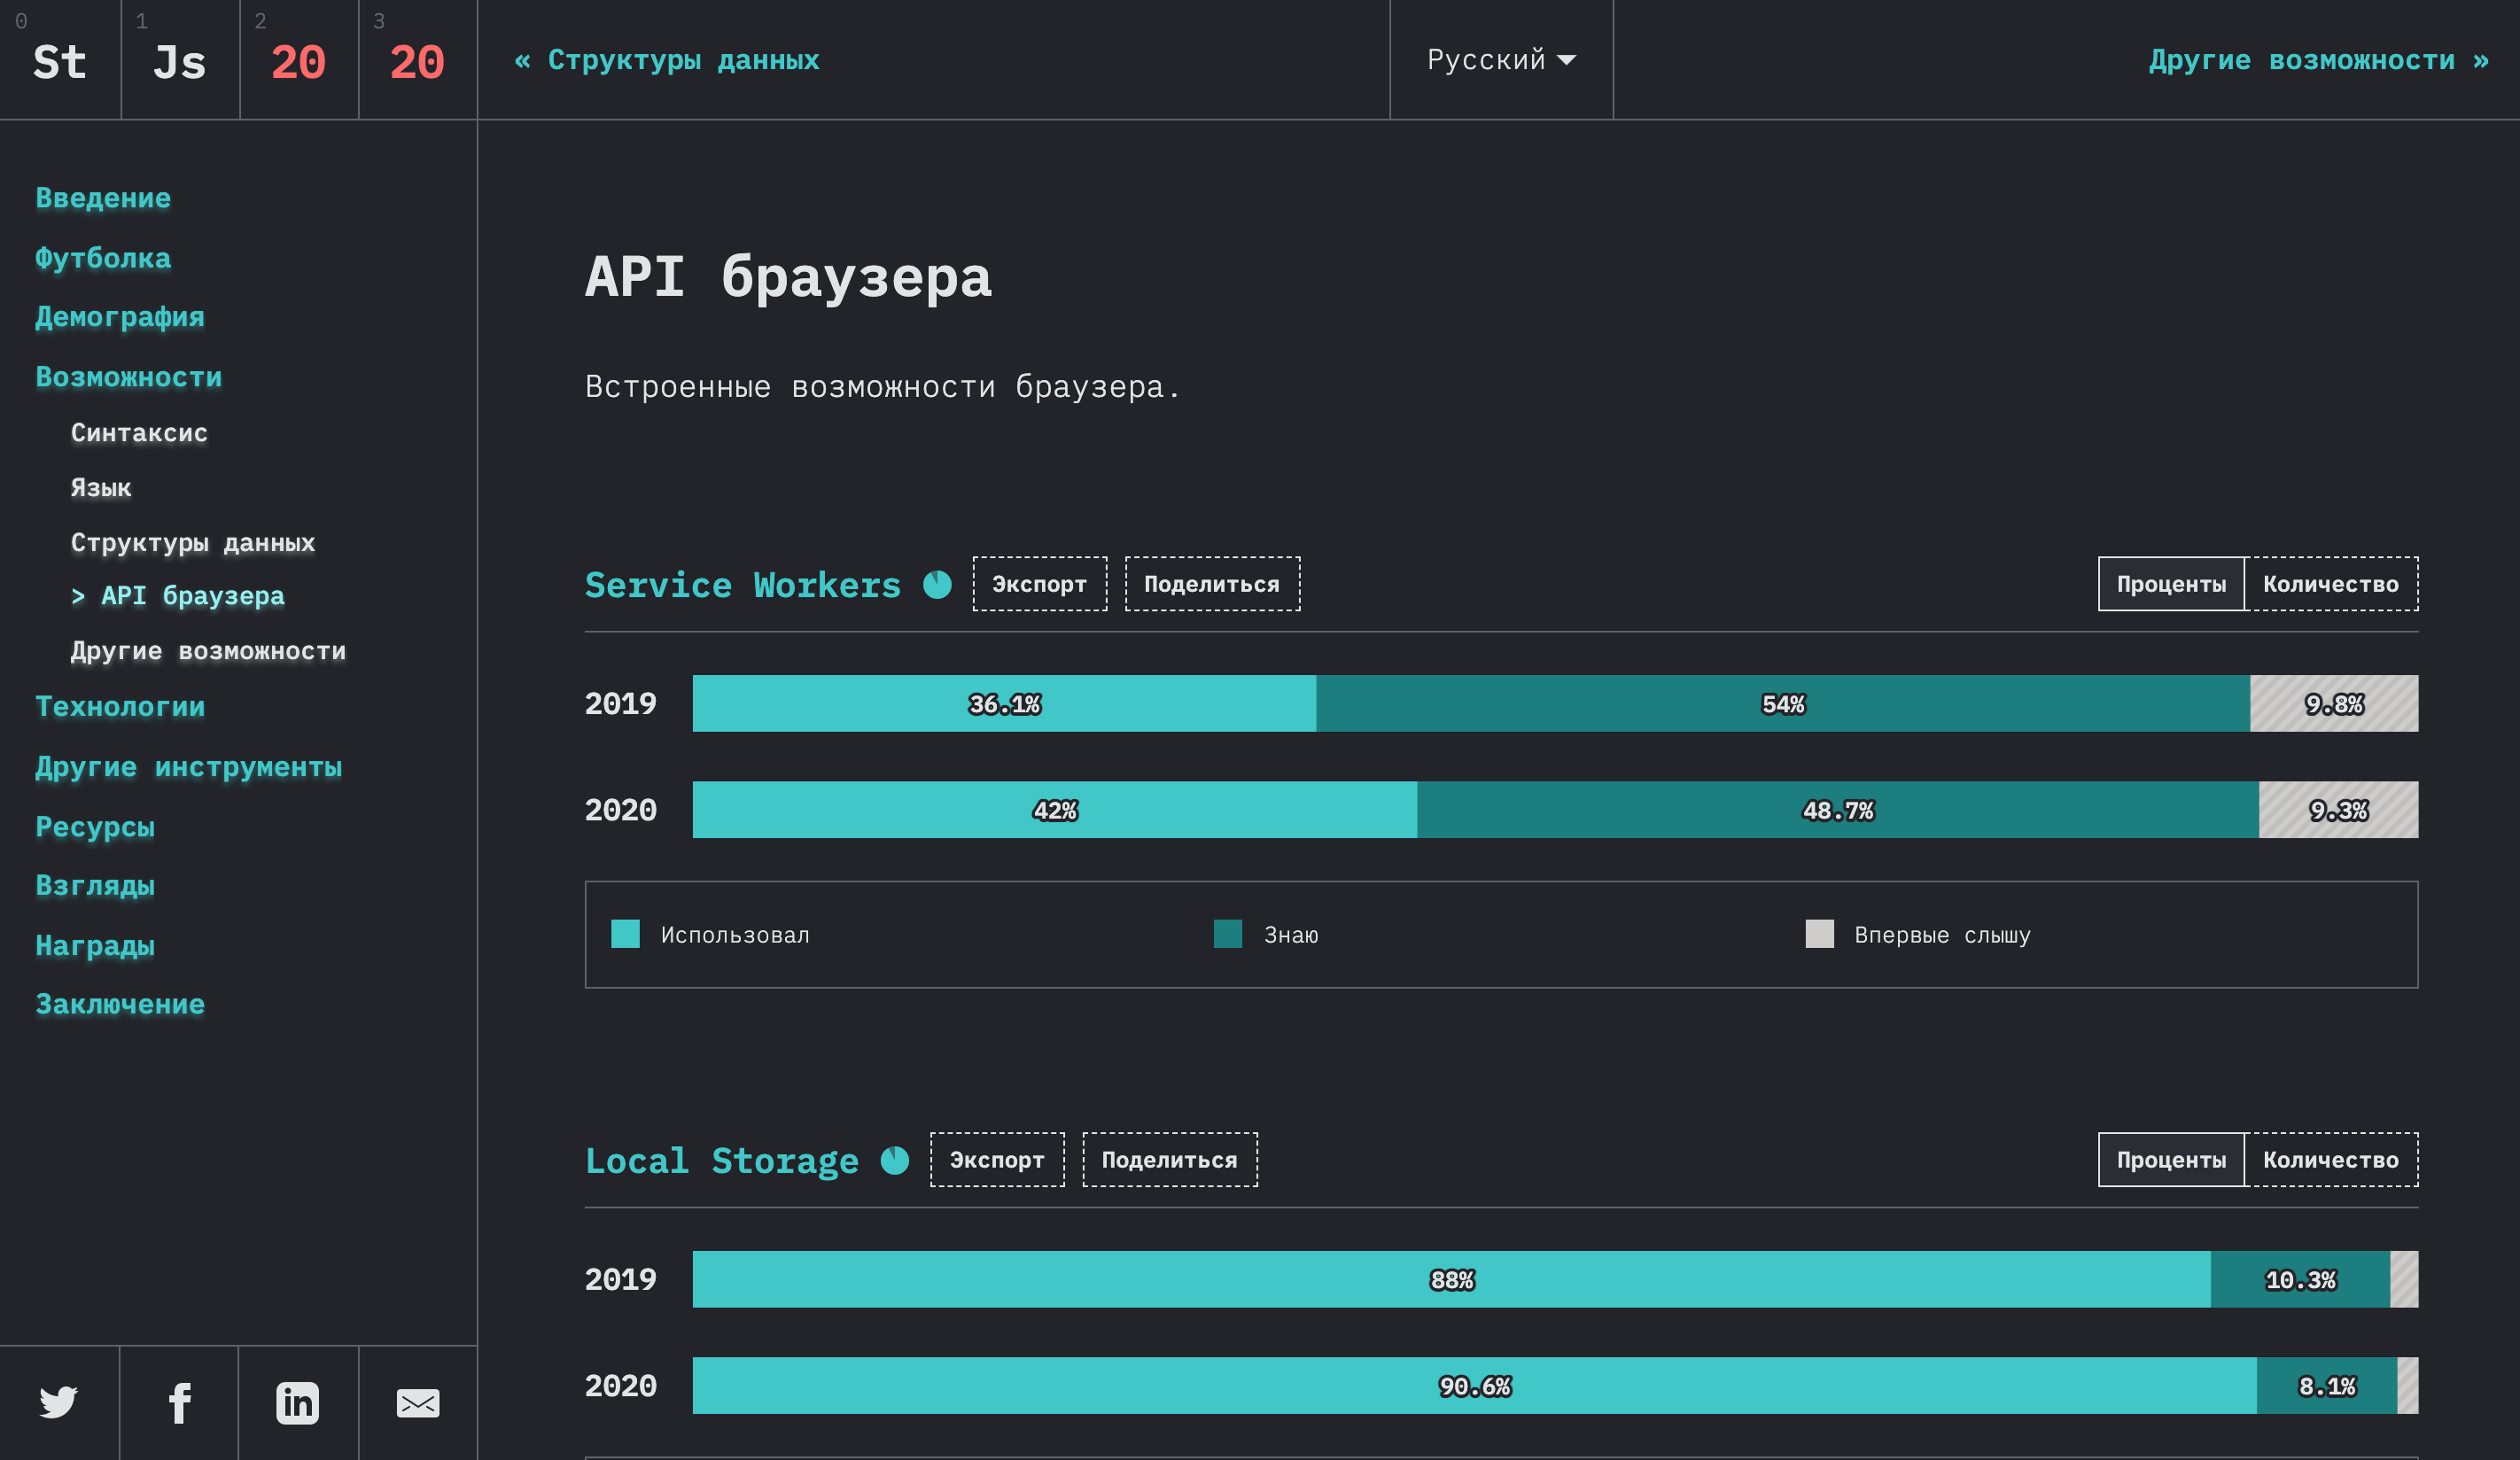 0 1 2 3
St Js 20 20
« Структуры данных
Русский
Другие возможности »
Введение
Футболка
Демография
Возможности
Синтаксис
Язык
Структуры данных
> API браузера
Другие возможности
Технологии
Другие инструменты
Ресурсы
Взгляды
Награды
Заключение
API браузера
Встроенные возможности браузера.
Service Workers Экспорт Поделиться Проценты Количество
2019 36.1% 54% 9.8%
2020 42% 48.7% 9.3%
Использовал Знаю Впервые слышу
Local Storage Экспорт Поделиться Проценты Количество
2019 88% 10.3%
2020 90.6% 8.1%